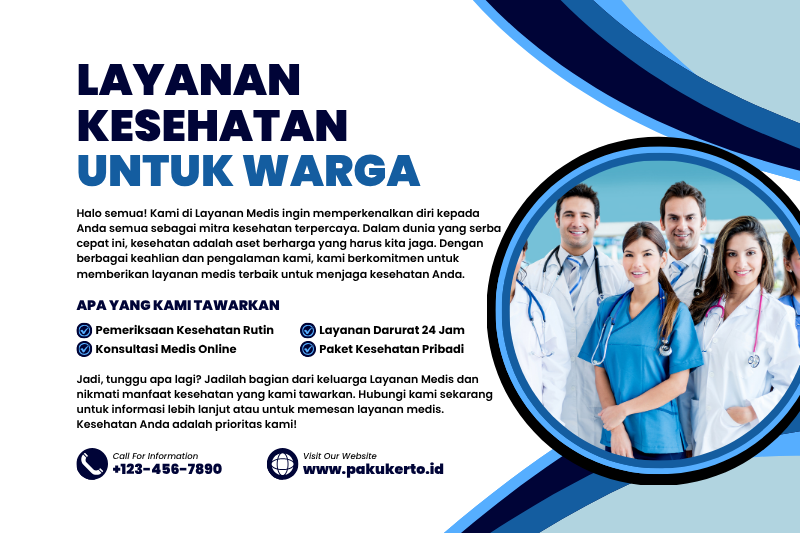 LAYANAN
KESEHATAN
UNTUK WARGA
Halo semua! Kami di Layanan Medis ingin memperkenalkan diri kepada
Anda semua sebagai mitra kesehatan terpercaya. Dalam dunia yang serba
cepat ini, kesehatan adalah aset berharga yang harus kita jaga. Dengan
berbagai keahlian dan pengalaman kami, kami berkomitmen untuk
memberikan layanan medis terbaik untuk menjaga kesehatan Anda.
APA YANG KAMI TAWARKAN
Pemeriksaan Kesehatan Rutin
Layanan Darurat 24 Jam
Konsultasi Medis Online
Paket Kesehatan Pribadi
Jadi, tunggu apa lagi? Jadilah bagian dari keluarga Layanan Medis dan
nikmati manfaat kesehatan yang kami tawarkan. Hubungi kami sekarang
untuk informasi lebih lanjut atau untuk memesan layanan medis.
Kesehatan Anda adalah prioritas kami!
Call For Information
+123-456-7890
Visit Our Website
www.pakukerto.id